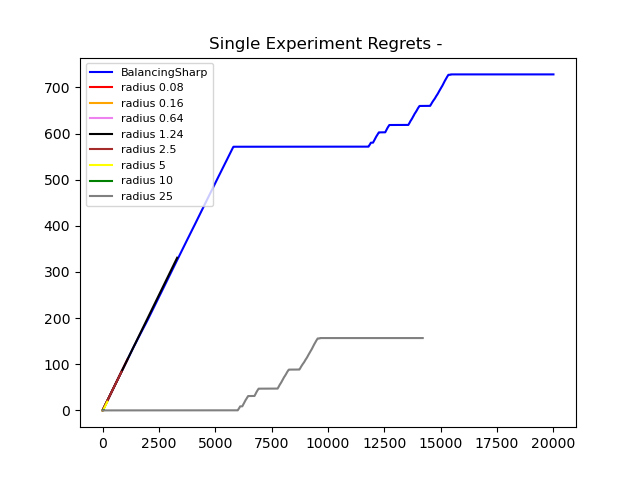 Single Experiment Regrets -
BalancingSharp
radius 0.08
radius 0.16
radius 0.64
radius 1.24
radius 2.5
radius 5
radius 10
radius 25
700
600
500
400
300
200
100
0
0 2500 5000 7500 10000 12500 15000 17500 20000